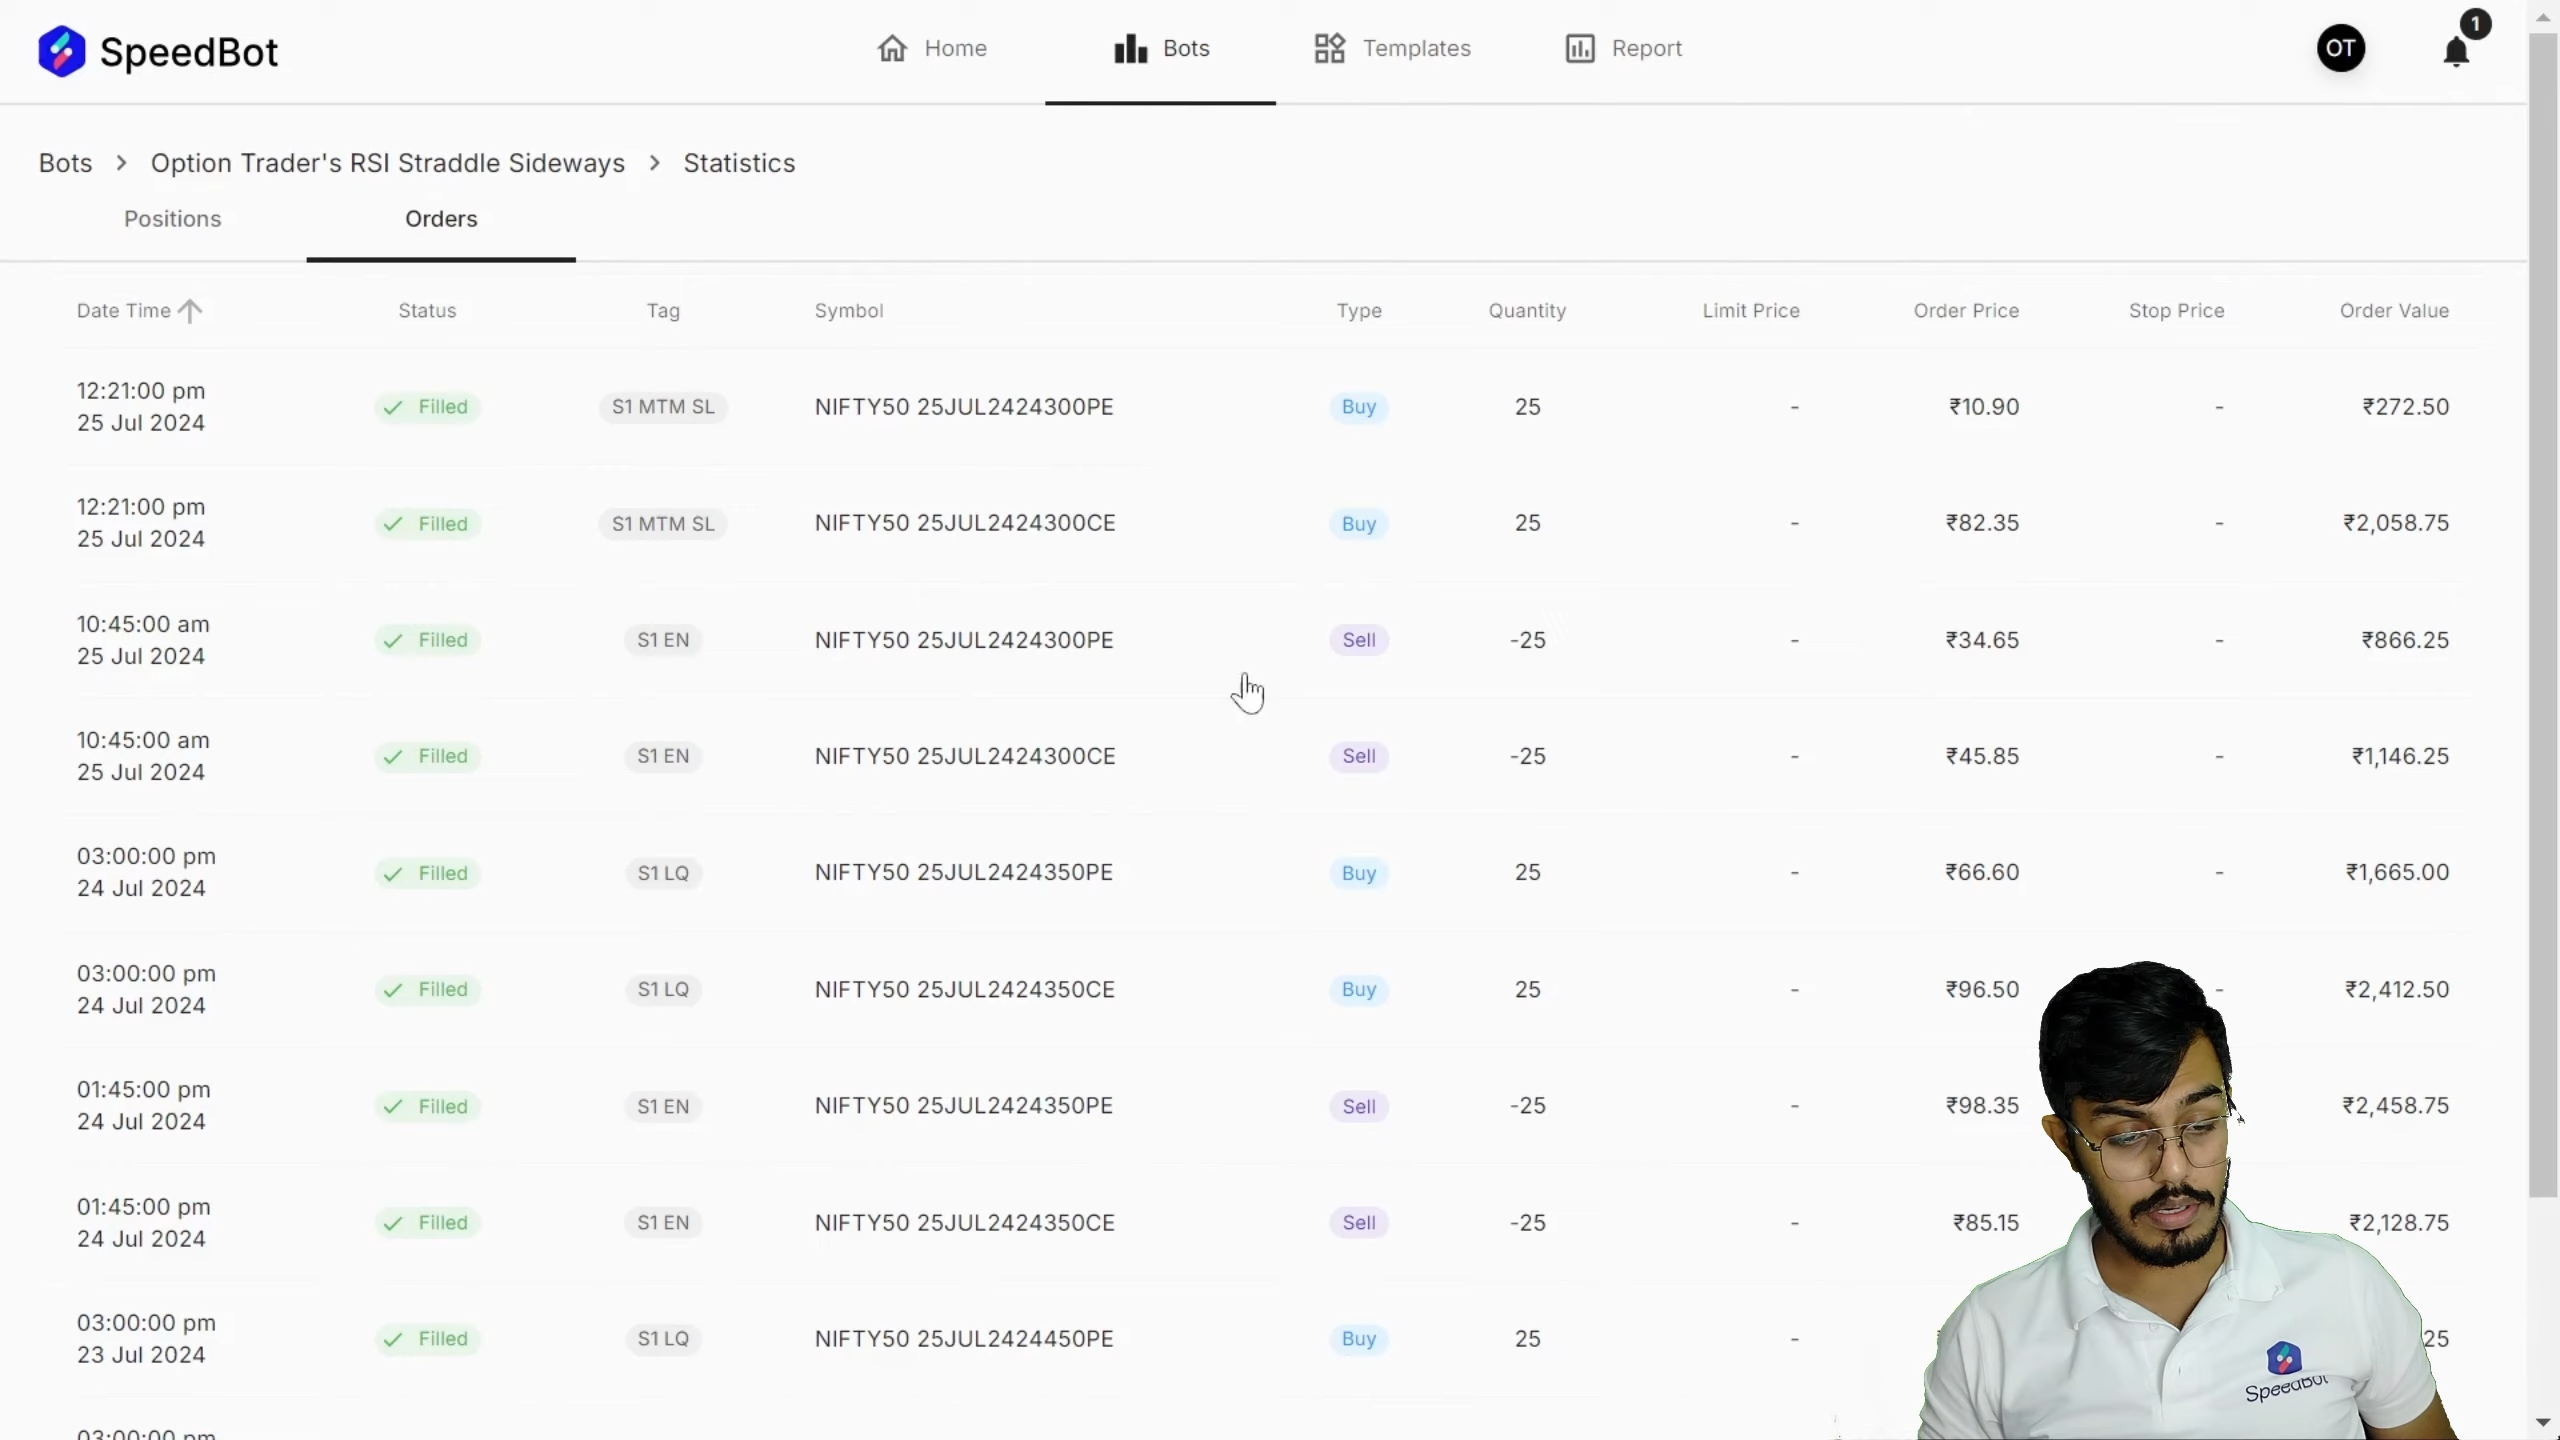 SpeedBot
Home
Bots
Templates
Report
OT
1
Bots > Option Trader's RSI Straddle Sideways > Statistics
Positions
Orders
Date Time Status Tag Symbol Type Quantity Limit Price Order Price Stop Price Order Value
12:21:00 pm
25 Jul 2024
Filled S1 MTM SL NIFTY50 25JUL2424300PE Buy 25 - ₹10.90 - ₹272.50
12:21:00 pm
25 Jul 2024
Filled S1 MTM SL NIFTY50 25JUL2424300CE Buy 25 - ₹82.35 - ₹2,058.75
10:45:00 am
25 Jul 2024
Filled S1 EN NIFTY50 25JUL2424300PE Sell -25 - ₹34.65 - ₹866.25
10:45:00 am
25 Jul 2024
Filled S1 EN NIFTY50 25JUL2424300CE Sell -25 - ₹45.85 - ₹1,146.25
03:00:00 pm
24 Jul 2024
Filled S1 LQ NIFTY50 25JUL2424350PE Buy 25 - ₹66.60 - ₹1,665.00
03:00:00 pm
24 Jul 2024
Filled S1 LQ NIFTY50 25JUL2424350CE Buy 25 - ₹96.50 - ₹2,412.50
01:45:00 pm
24 Jul 2024
Filled S1 EN NIFTY50 25JUL2424350PE Sell -25 - ₹98.35 ₹2,458.75
01:45:00 pm
24 Jul 2024
Filled S1 EN NIFTY50 25JUL2424350CE Sell -25 - ₹85.15 ₹2,128.75
03:00:00 pm
23 Jul 2024
Filled S1 LQ NIFTY50 25JUL2424450PE Buy 25 - 25
SpeedBot
03:00:00 pm